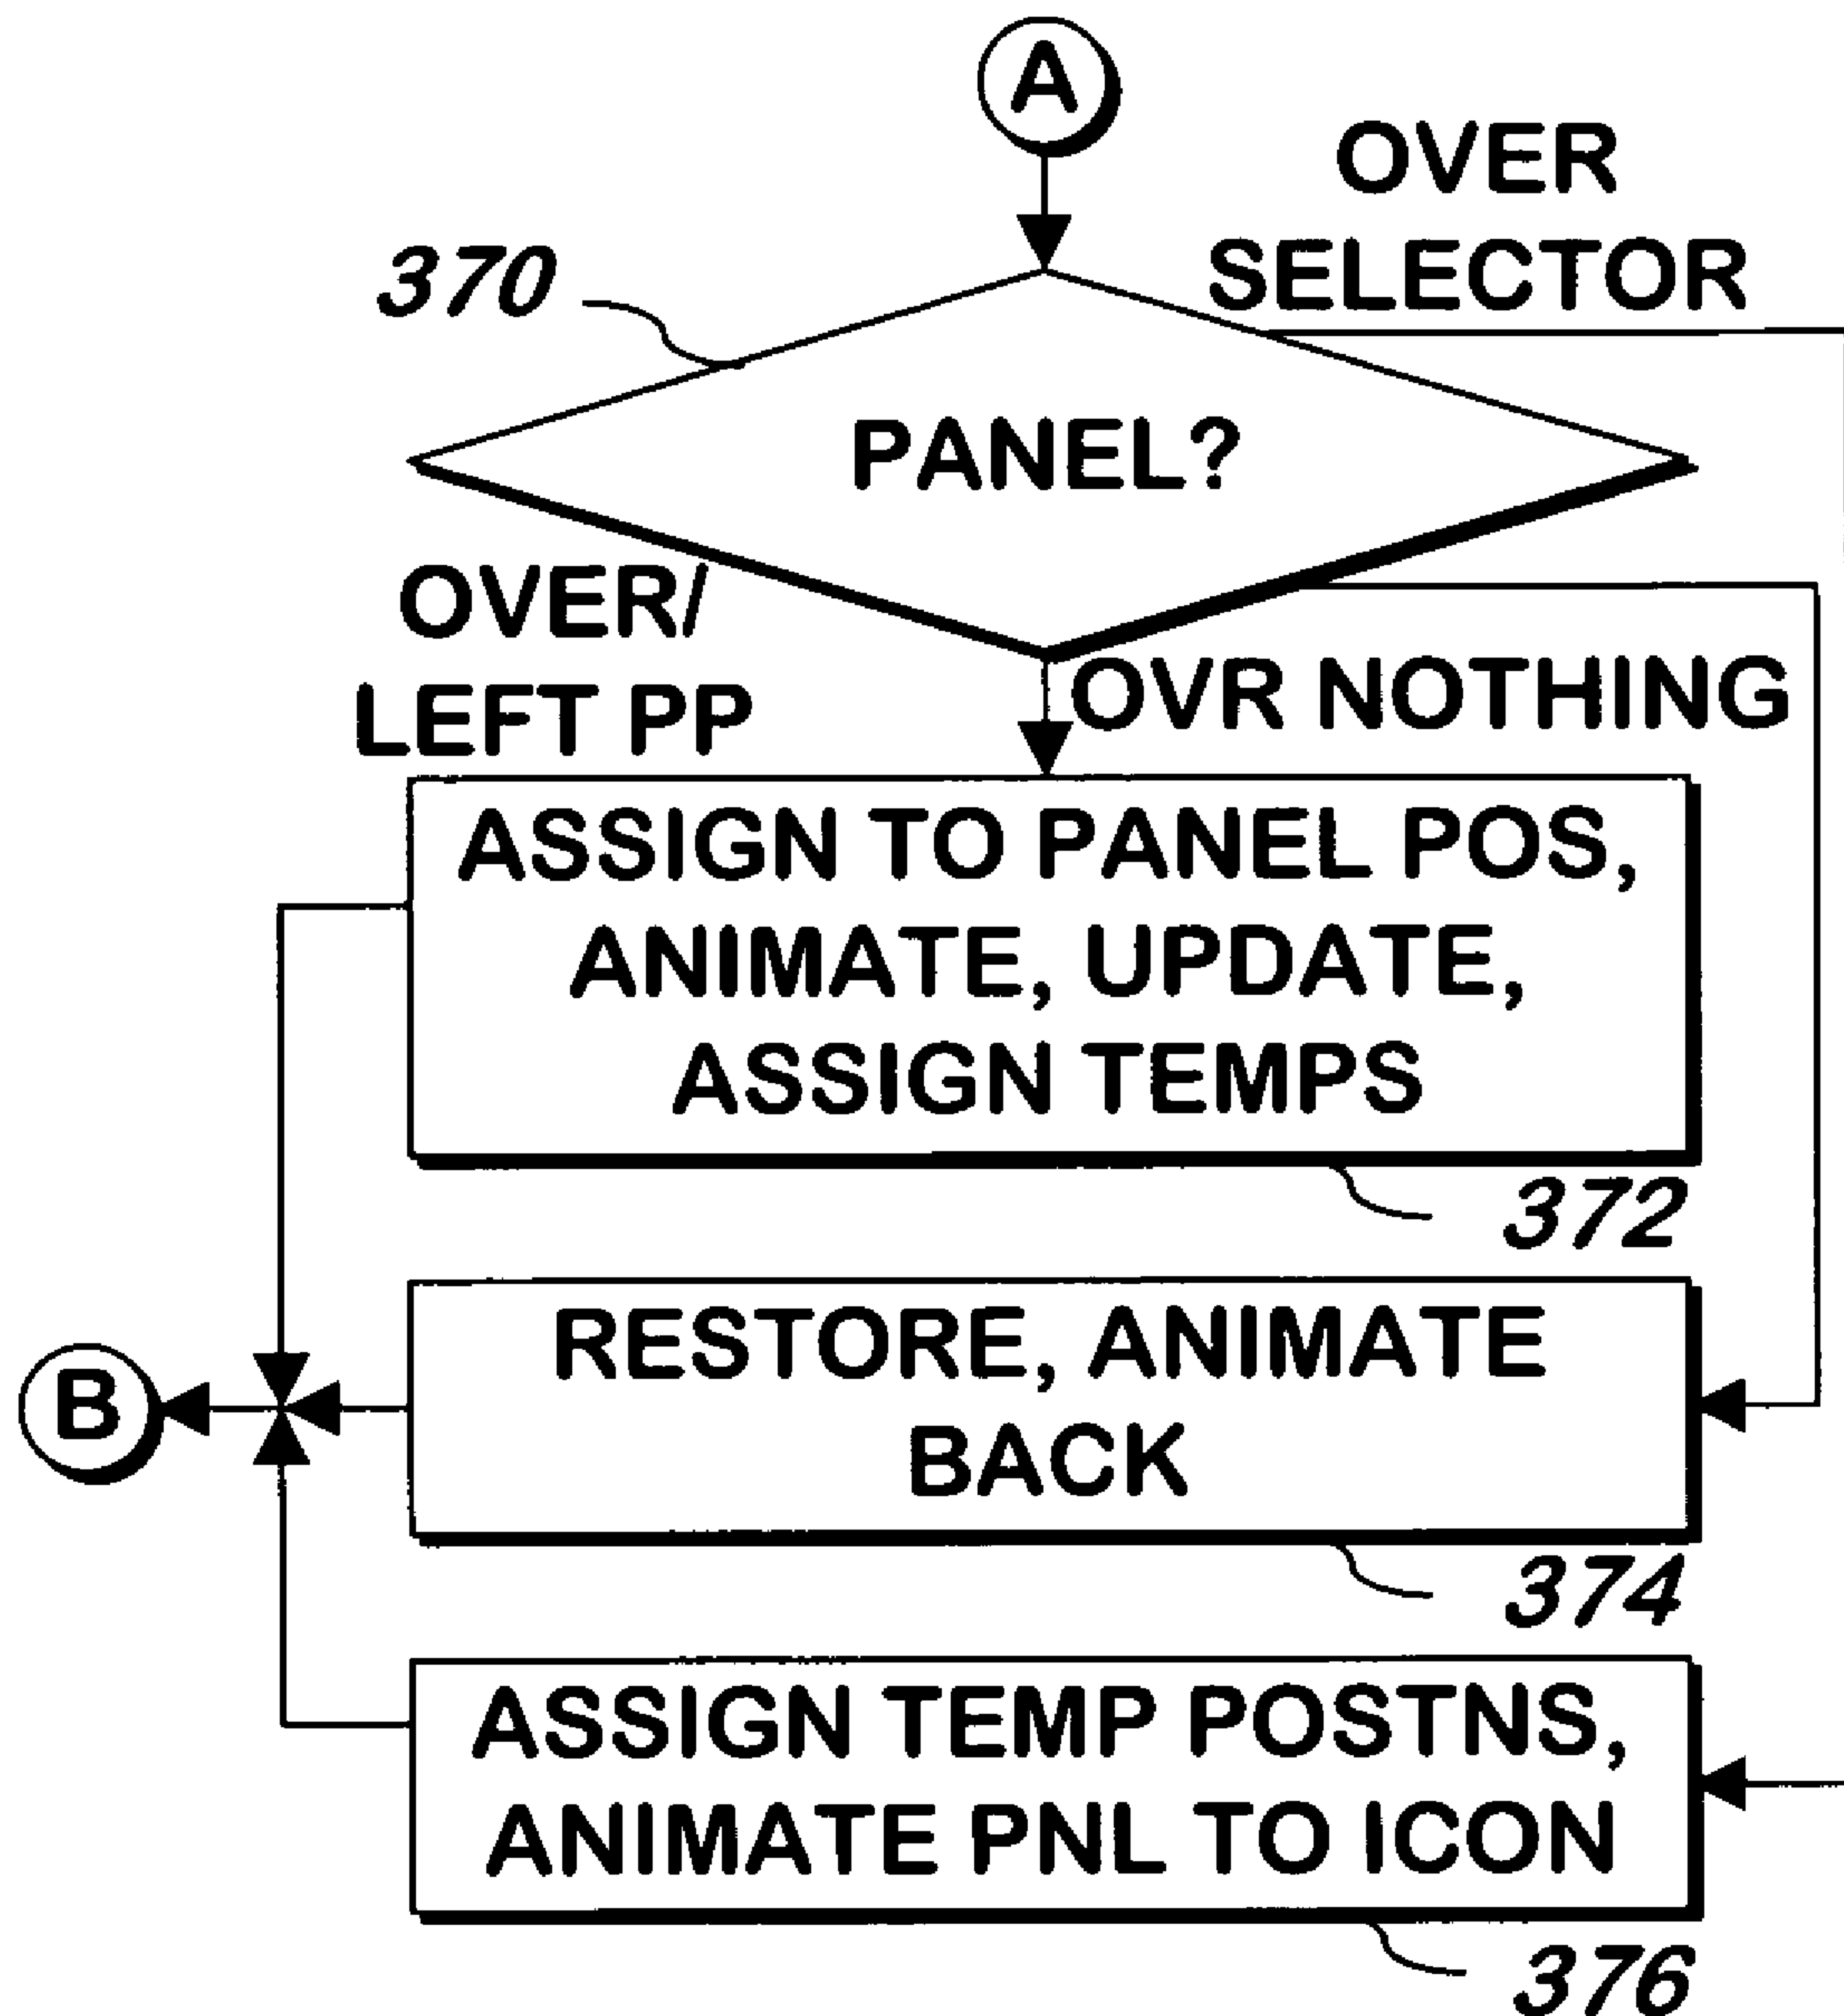 A
OVER
SELECTOR
370
PANEL?
OVER/
LEFT PP
OVR NOTHING
ASSIGN TO PANEL POS,
ANIMATE, UPDATE,
ASSIGN TEMPS
372
RESTORE, ANIMATE
BACK
B
374
ASSIGN TEMP POSTNS,
ANIMATE PNL TO ICON
376